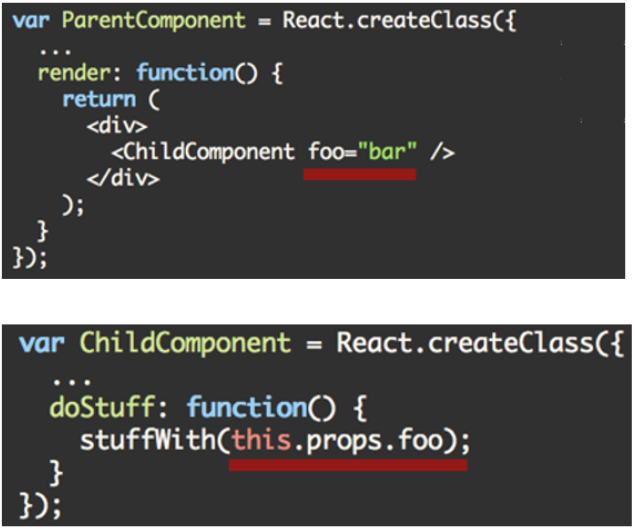 var ParentComponent = React.createClass({
...
render: function() {
return (
<div>
<ChildComponent foo="bar" />
</div>
);
}
});
var ChildComponent = React.createClass({
...
doStuff: function() {
stuffWith(this.props.foo);
}
});